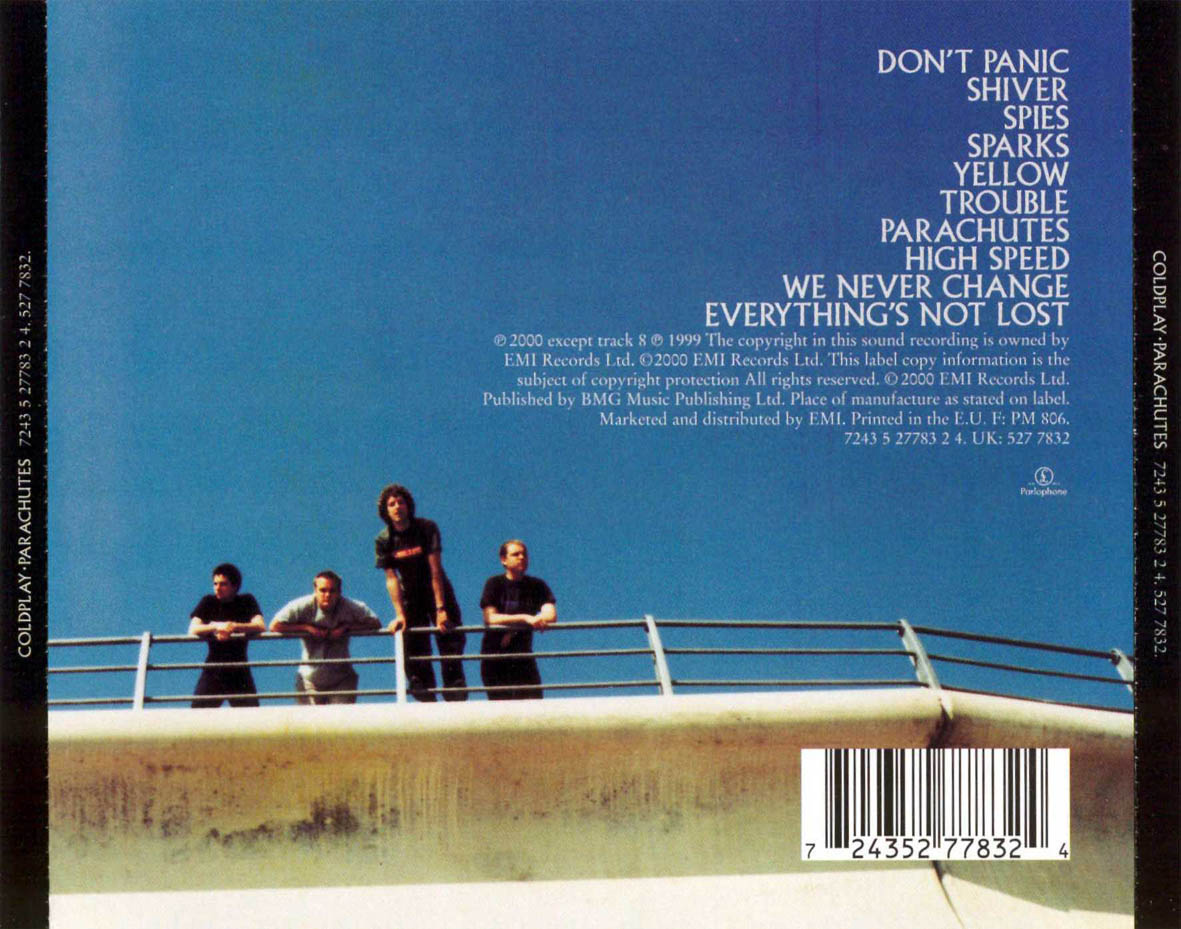 DON'T PANIC
SHIVER
SPIES
SPARKS
YELLOW
TROUBLE
PARACHUTES
HIGH SPEED
WE NEVER CHANGE
EVERYTHING'S NOT LOST
℗ 2000 except track 8 ℗ 1999 The copyright in this sound recording is owned by
EMI Records Ltd. ©2000 EMI Records Ltd. This label copy information is the
subject of copyright protection All rights reserved. © 2000 EMI Records Ltd.
Published by BMG Music Publishing Ltd. Place of manufacture as stated on label.
Marketed and distributed by EMI. Printed in the E.U. F: PM 806.
7243 5 27783 2 4. UK: 527 7832
£
Parlophone
COLDPLAY·PARACHUTES 7243 5 27783 2 4. 527 7832.
COLDPLAY·PARACHUTES 7243 5 27783 2 4. 527 7832.
7 24352 77832 4